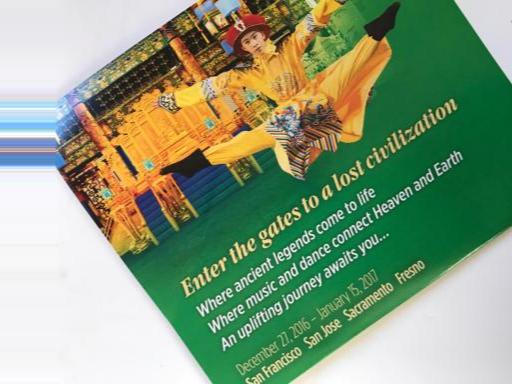 Enter the gates to a lost civilization
Where ancient legends come to life
Where music and dance connect Heaven and Earth
An uplifting journey awaits you...
December 27, 2016 – January 15, 2017
San Francisco San Jose Sacramento Fresno